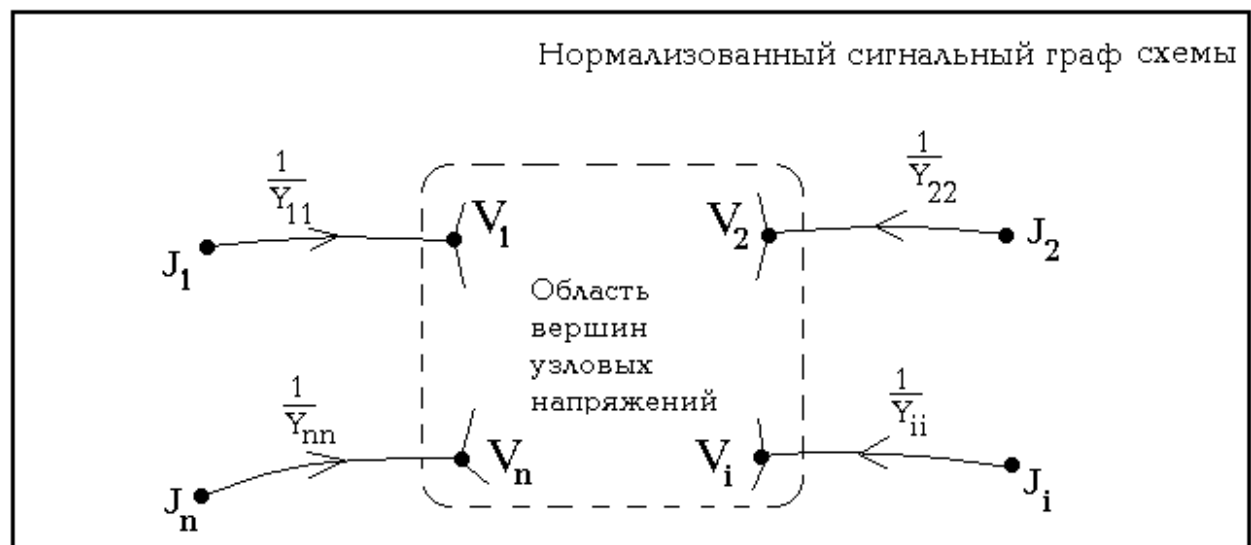 Нормализованный сигнальный граф схемы
1/Y11
1/Y22
J1
V1
V2
J2
Область
вершин
узловых
напряжений
1/Ynn
1/Yii
Jn
Vn
Vi
Ji